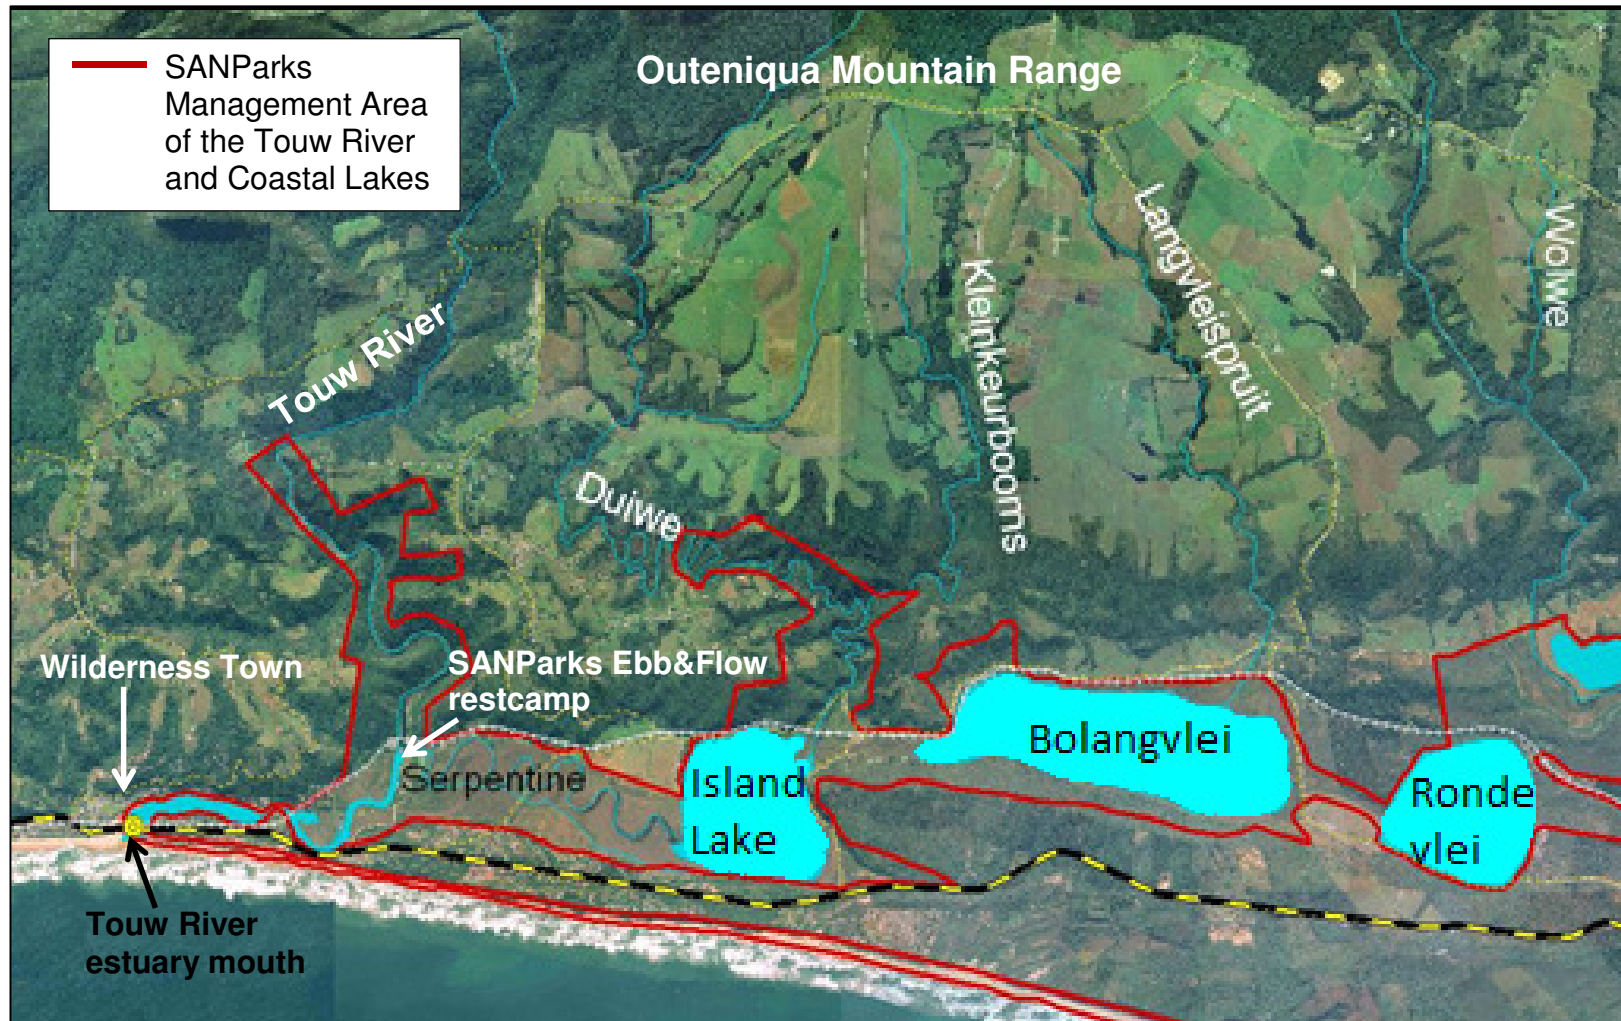 SANParks
Management Area
of the Touw River
and Coastal Lakes
Outeniqua Mountain Range
Touw River
Duiwe
Kleinkeurbooms
Langvleispruit
Wolwe
Wilderness Town
SANParks Ebb&Flow
restcamp
Serpentine
Island
Lake
Bolangvlei
Ronde
vlei
Touw River
estuary mouth